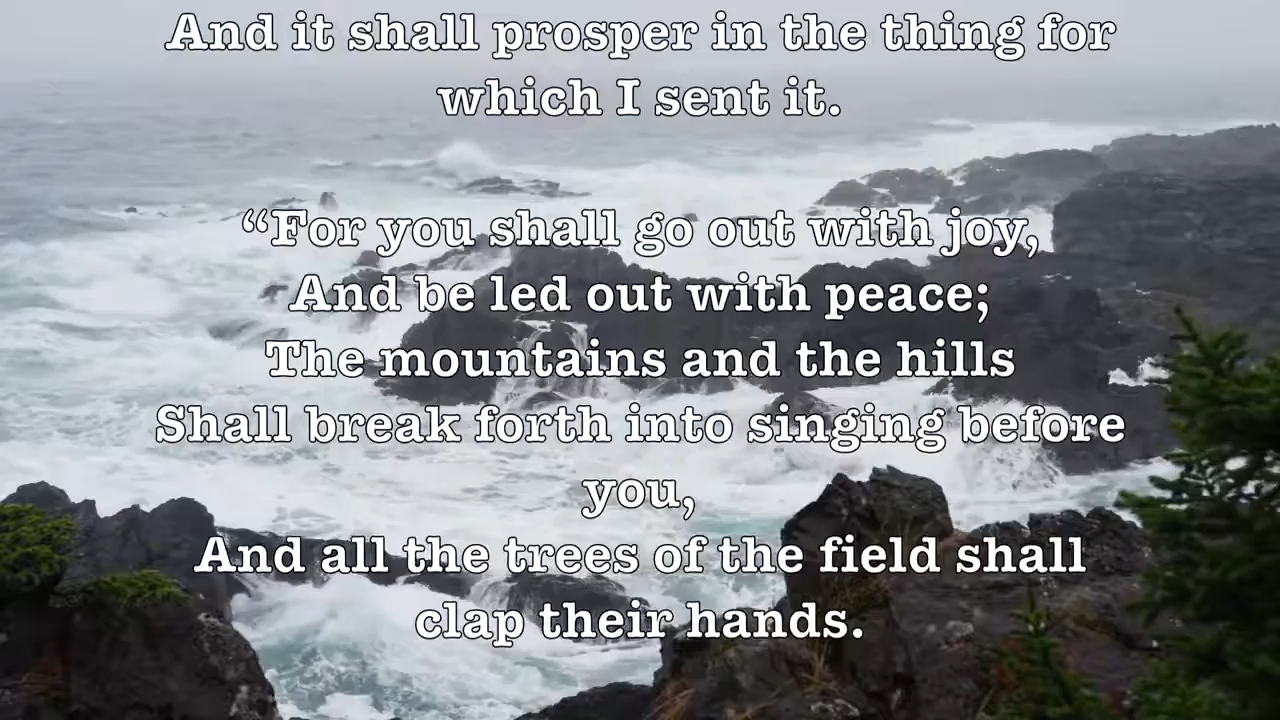 And it shall prosper in the thing for
which I sent it.
“For you shall go out with joy,
And be led out with peace;
The mountains and the hills
Shall break forth into singing before
you,
And all the trees of the field shall
clap their hands.